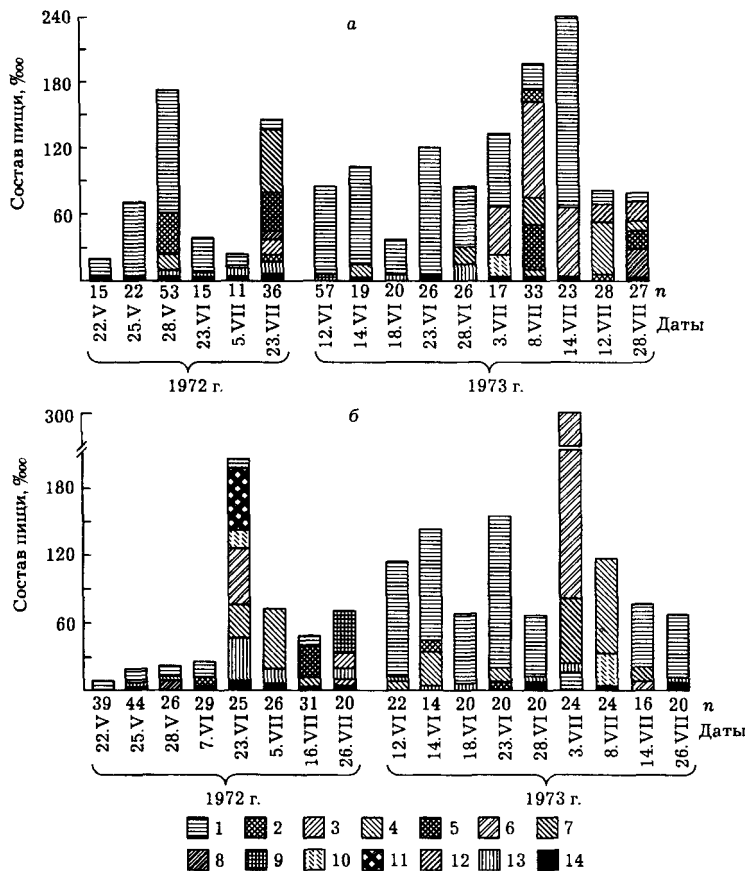 а
Состав пищи, ‰₀₀
240
180
120
60
15 22 53 15 11 36 57 19 20 26 26 17 33 23 28 27 n
22.V 25.V 28.V 23.VI 5.VII 23.VII 12.VI 14.VI 18.VI 23.VI 28.VI 3.VII 8.VII 14.VII 12.VII 28.VII Даты
1972 г. 1973 г.
б
Состав пищи, ‰₀₀
300
180
120
60
39 44 26 29 25 26 31 20 22 14 20 20 20 24 24 16 20 n
22.V 25.V 28.V 7.VI 23.VI 5.VII 16.VIII 26.VII 12.VI 14.VI 18.VI 23.VI 28.VI 3.VII 8.VII 14.VII 26.VII Даты
1972 г. 1973 г.
1 2 3 4 5 6 7
8 9 10 11 12 13 14